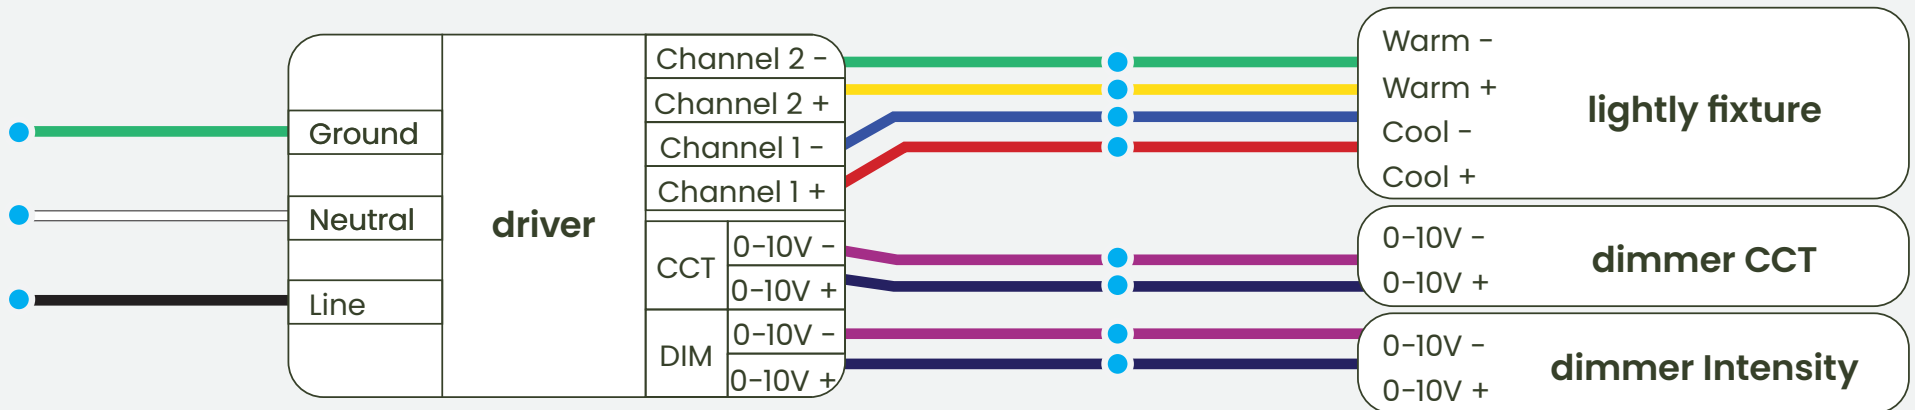 Ground
Neutral
Line
driver
Channel 2 -
Channel 2 +
Channel 1 -
Channel 1 +
CCT
0-10V -
0-10V +
DIM
0-10V -
0-10V +
Warm -
Warm +
Cool -
Cool +
lightly fixture
0-10V -
0-10V +
dimmer CCT
0-10V -
0-10V +
dimmer Intensity